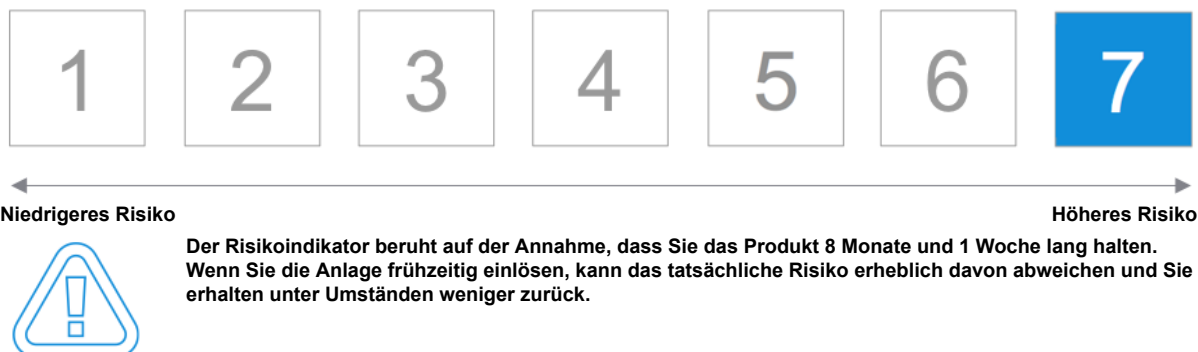 1 2 3 4 5 6 7
Niedrigeres Risiko Höheres Risiko
Der Risikoindikator beruht auf der Annahme, dass Sie das Produkt 8 Monate und 1 Woche lang halten.
Wenn Sie die Anlage frühzeitig einlösen, kann das tatsächliche Risiko erheblich davon abweichen und Sie
erhalten unter Umständen weniger zurück.